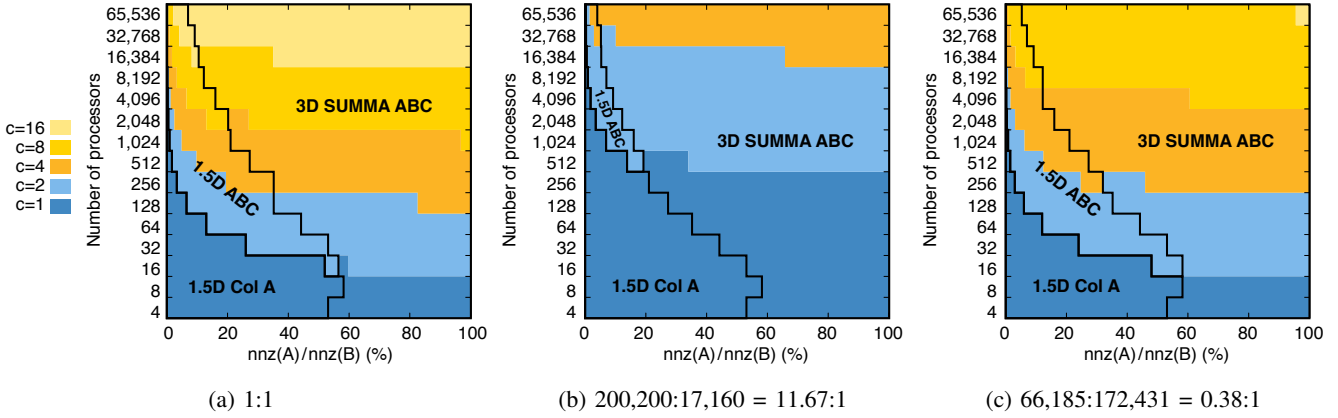 c=16
c=8
c=4
c=2
c=1
Number of processors
65,536
32,768
16,384
8,192
4,096
2,048
1,024
512
256
128
64
32
16
8
4
3D SUMMA ABC
1.5D ABC
1.5D Col A
0 20 40 60 80 100
nnz(A)/nnz(B) (%)
(a) 1:1
Number of processors
65,536
32,768
16,384
8,192
4,096
2,048
1,024
512
256
128
64
32
16
8
4
1.5D ABC
3D SUMMA ABC
1.5D Col A
0 20 40 60 80 100
nnz(A)/nnz(B) (%)
(b) 200,200:17,160 = 11.67:1
Number of processors
65,536
32,768
16,384
8,192
4,096
2,048
1,024
512
256
128
64
32
16
8
4
3D SUMMA ABC
1.5D ABC
1.5D Col A
0 20 40 60 80 100
nnz(A)/nnz(B) (%)
(c) 66,185:172,431 = 0.38:1